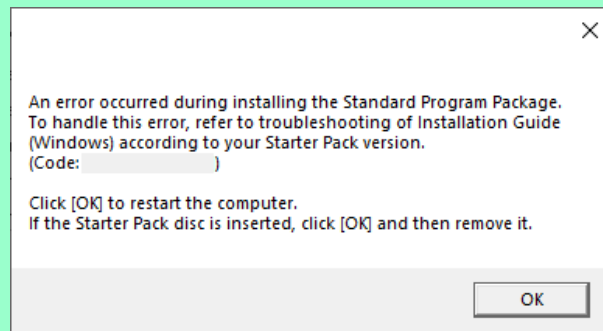 An error occurred during installing the Standard Program Package.
To handle this error, refer to troubleshooting of Installation Guide
(Windows) according to your Starter Pack version.
(Code: )
Click [OK] to restart the computer.
If the Starter Pack disc is inserted, click [OK] and then remove it.
OK